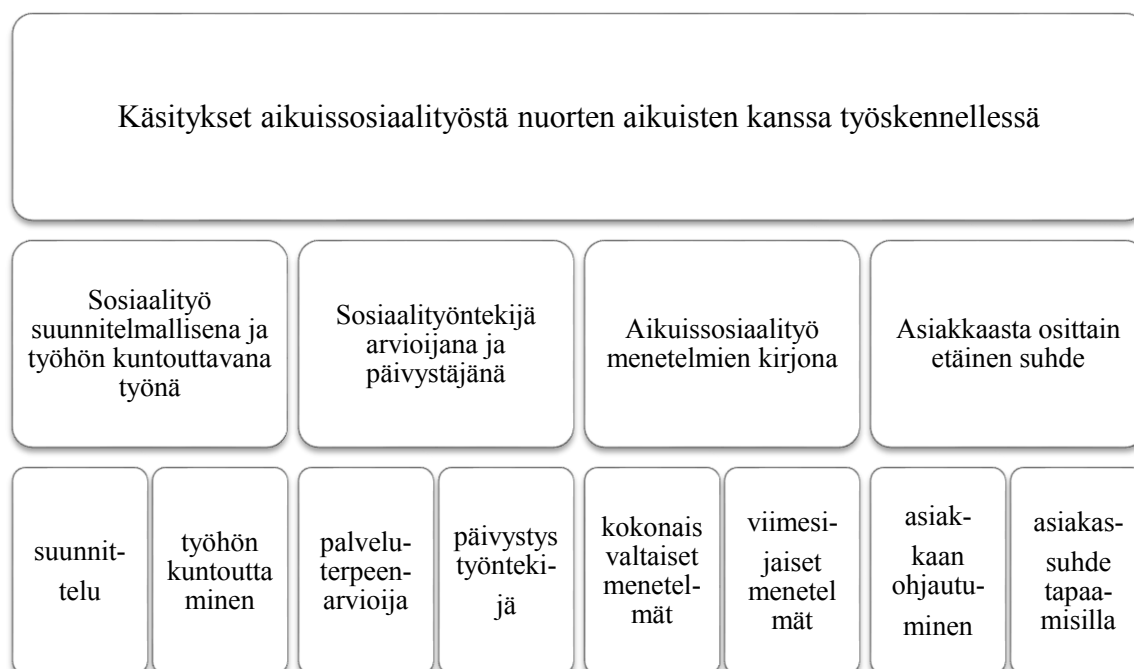 Käsitykset aikuissosiaalityöstä nuorten aikuisten kanssa työskennellessä
Sosiaalityö
suunnitelmallisena ja
työhön kuntouttavana
työnä
Sosiaalityöntekijä
arvioijana ja
päivystäjänä
Aikuissosiaalityö
menetelmien kirjona
Asiakkaasta osittain
etäinen suhde
suunnit-
telu
työhön
kuntoutta
minen
palvelu-
terpeen-
arvioija
päivystys
työnteki-
jä
kokonais
valtaiset
menetel-
mät
viimesi-
jaiset
menetel
mät
asiak-
kaan
ohjautu-
minen
asiakas-
suhde
tapaa-
misilla